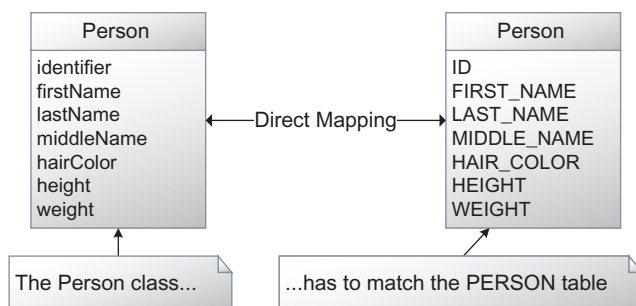 Person
identifier
firstName
lastName
middleName
hairColor
height
weight
Direct Mapping
Person
ID
FIRST_NAME
LAST_NAME
MIDDLE_NAME
HAIR_COLOR
HEIGHT
WEIGHT
The Person class...
...has to match the PERSON table